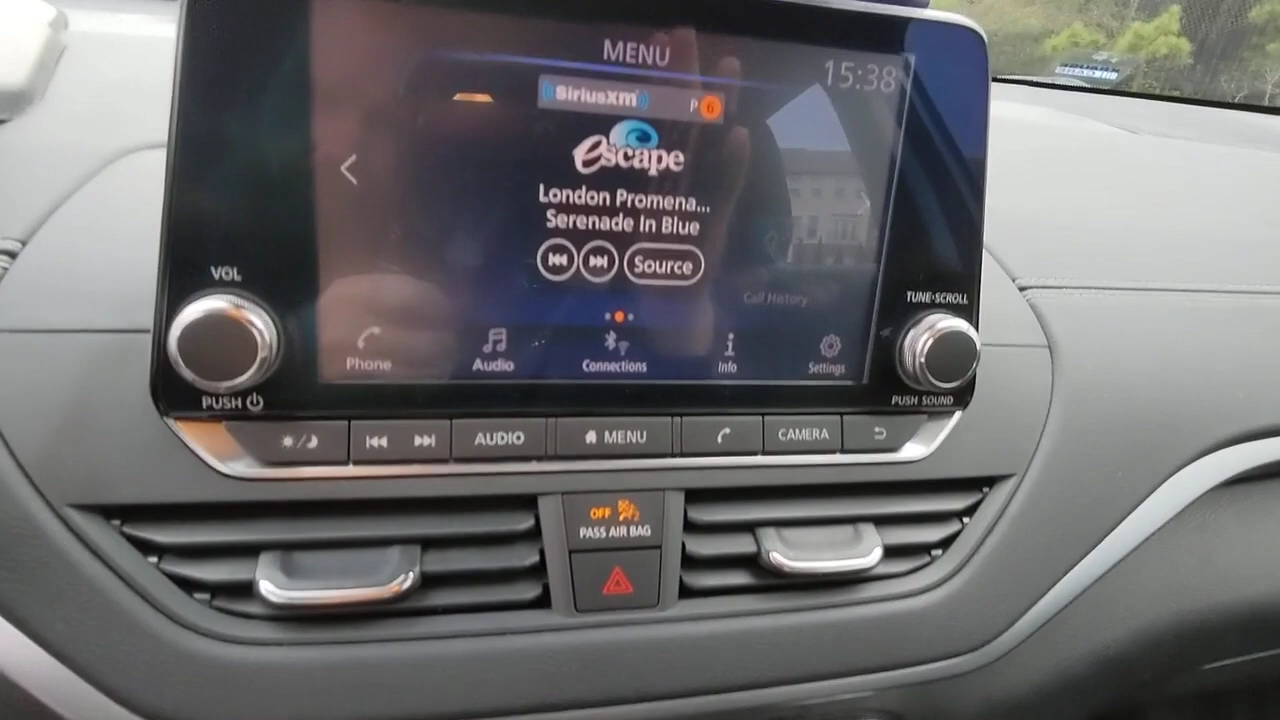 MENU
15:38
SiriusXM
P 6
escape
London Promena...
Serenade In Blue
Source
Call History
Phone
Audio
Connections
Info
Settings
VOL
PUSH
TUNE·SCROLL
PUSH SOUND
AUDIO
MENU
CAMERA
OFF
2
PASS AIR BAG